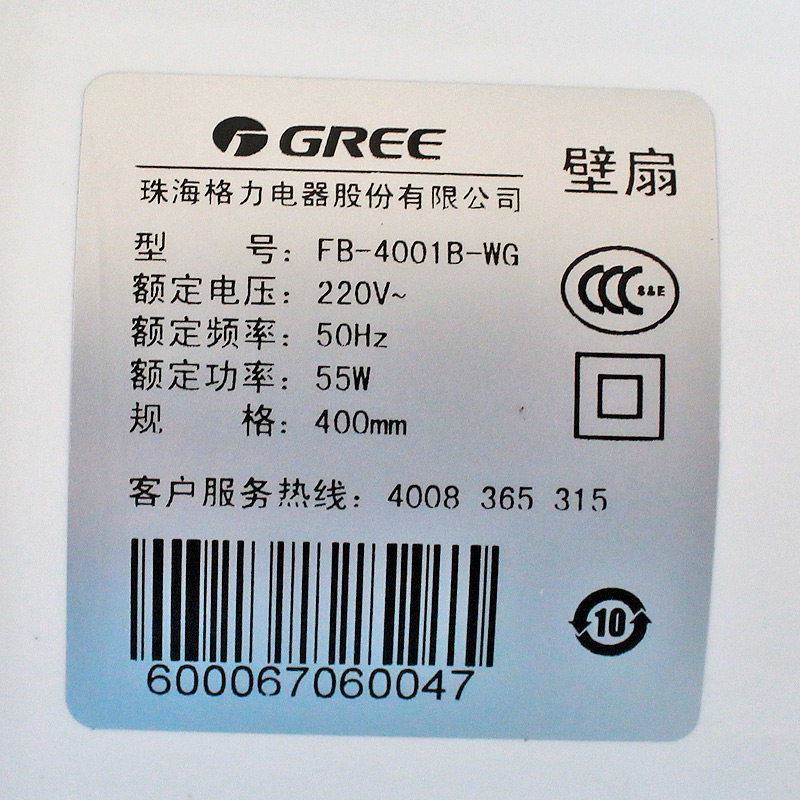 GREE
壁扇
珠海格力电器股份有限公司
型 号: FB-4001B-WG
额定电压: 220V~
额定频率: 50Hz
额定功率: 55W
规 格: 400mm
CCC S&E
客户服务热线: 4008 365 315
10
600067060047